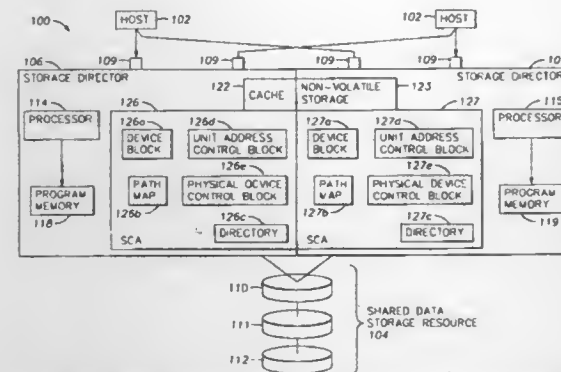 100
HOST 102
102 HOST
109 109 109 109
106
STORAGE DIRECTOR
122 CACHE
NON-VOLATILE STORAGE 123
STORAGE DIRECTOR
114
PROCESSOR
PROGRAM MEMORY
118
126
126a
DEVICE BLOCK
126d
UNIT ADDRESS CONTROL BLOCK
126e
PATH MAP
126b
PHYSICAL DEVICE CONTROL BLOCK
126c
DIRECTORY
SCA
127
127a
DEVICE BLOCK
127d
UNIT ADDRESS CONTROL BLOCK
127e
PATH MAP
127b
PHYSICAL DEVICE CONTROL BLOCK
127c
DIRECTORY
SCA
115
PROCESSOR
PROGRAM MEMORY
119
110
111
112
SHARED DATA
STORAGE RESOURCE
104